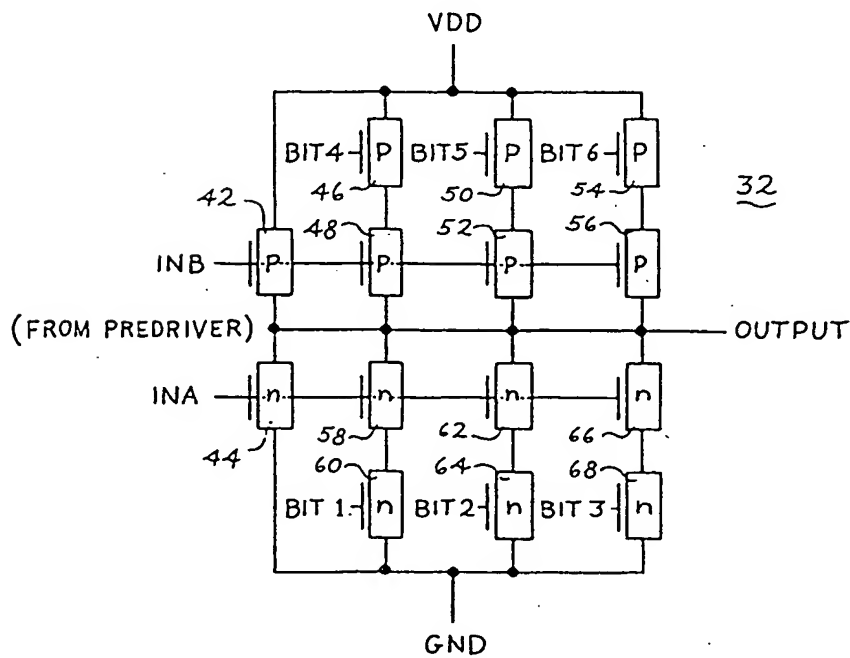 VDD
BIT4 P BIT5 P BIT6 P
46 50 54 32
42 48 52 56
INB P P P P
(FROM PREDRIVER) OUTPUT
INA n n n n
44 58 62 66
60 64 68
BIT 1 n BIT2 n BIT 3 n
GND